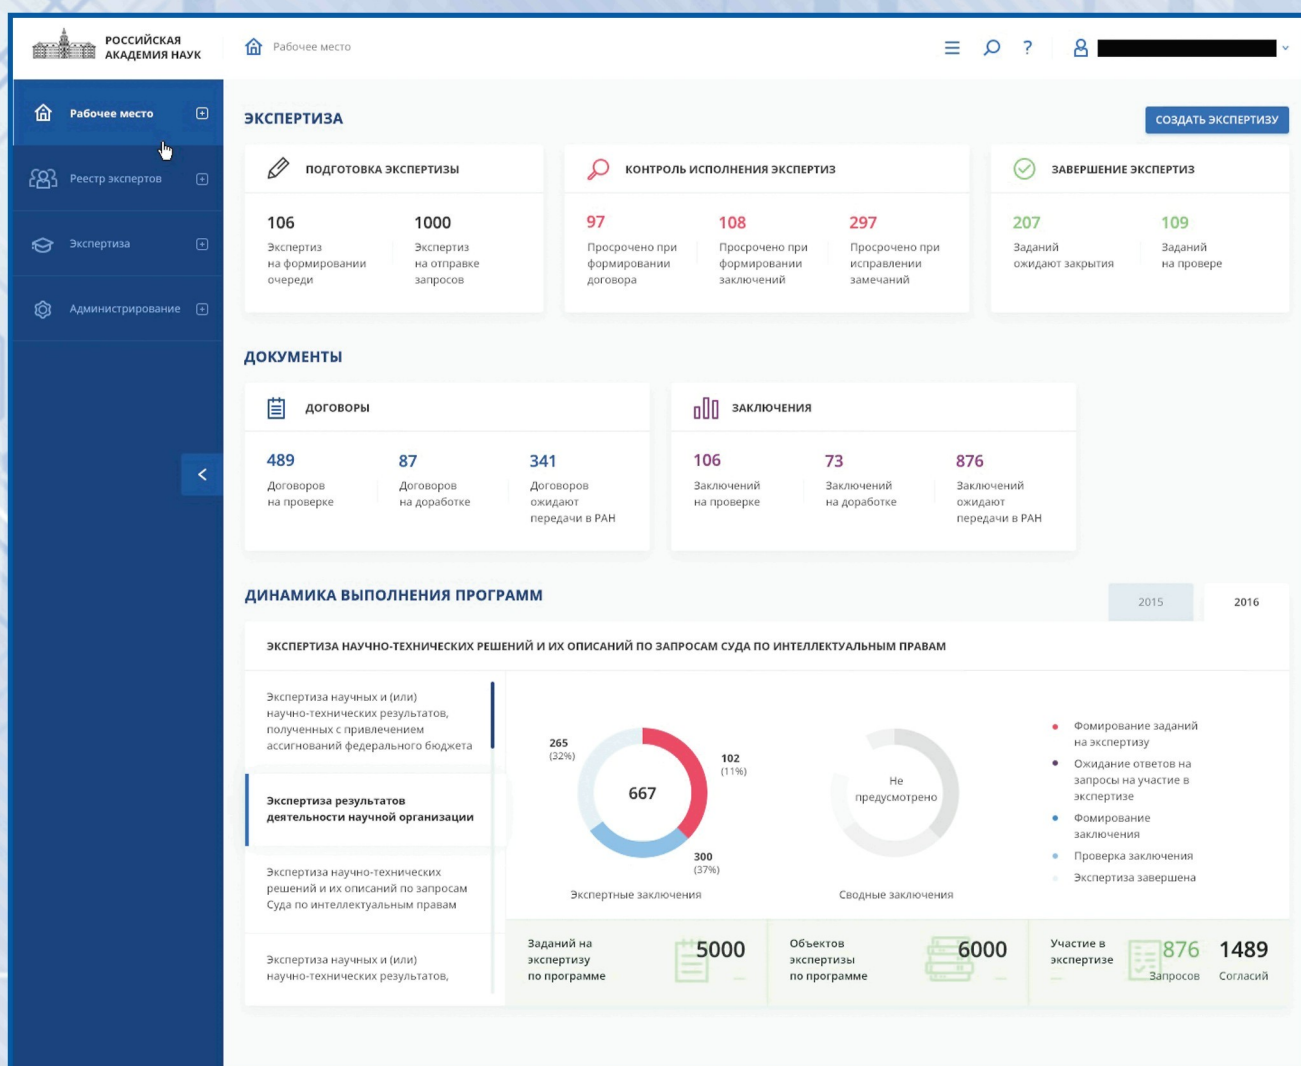 РОССИЙСКАЯ
АКАДЕМИЯ НАУК
Рабочее место
?
Рабочее место
Реестр экспертов
Экспертиза
Администрирование
ЭКСПЕРТИЗА
СОЗДАТЬ ЭКСПЕРТИЗУ
ПОДГОТОВКА ЭКСПЕРТИЗЫ
106
Экспертиз
на формировании
очереди
1000
Экспертиз
на отправке
запросов
КОНТРОЛЬ ИСПОЛНЕНИЯ ЭКСПЕРТИЗ
97
Просрочено при
формировании
договора
108
Просрочено при
формировании
заключений
297
Просрочено при
исправлении
замечаний
ЗАВЕРШЕНИЕ ЭКСПЕРТИЗ
207
Заданий
ожидают закрытия
109
Заданий
на провере
ДОКУМЕНТЫ
ДОГОВОРЫ
489
Договоров
на проверке
87
Договоров
на доработке
341
Договоров
ожидают
передачи в РАН
ЗАКЛЮЧЕНИЯ
106
Заключений
на проверке
73
Заключений
на доработке
876
Заключений
ожидают
передачи в РАН
ДИНАМИКА ВЫПОЛНЕНИЯ ПРОГРАММ
2015
2016
ЭКСПЕРТИЗА НАУЧНО-ТЕХНИЧЕСКИХ РЕШЕНИЙ И ИХ ОПИСАНИЙ ПО ЗАПРОСАМ СУДА ПО ИНТЕЛЛЕКТУАЛЬНЫМ ПРАВАМ
Экспертиза научных и (или)
научно-технических результатов,
полученных с привлечением
ассигнований федерального бюджета
Экспертиза результатов
деятельности научной организации
Экспертиза научно-технических
решений и их описаний по запросам
Суда по интеллектуальным правам
Экспертиза научных и (или)
научно-технических результатов,
265
(32%)
102
(11%)
667
300
(37%)
Экспертные заключения
Не
предусмотрено
Сводные заключения
Фомирование заданий
на экспертизу
Ожидание ответов на
запросы на участие в
экспертизе
Фомирование
заключения
Проверка заключения
Экспертиза завершена
Заданий на
экспертизу
по программе
5000
Объектов
экспертизы
по программе
6000
Участие в
экспертизе
876
Запросов
1489
Согласий